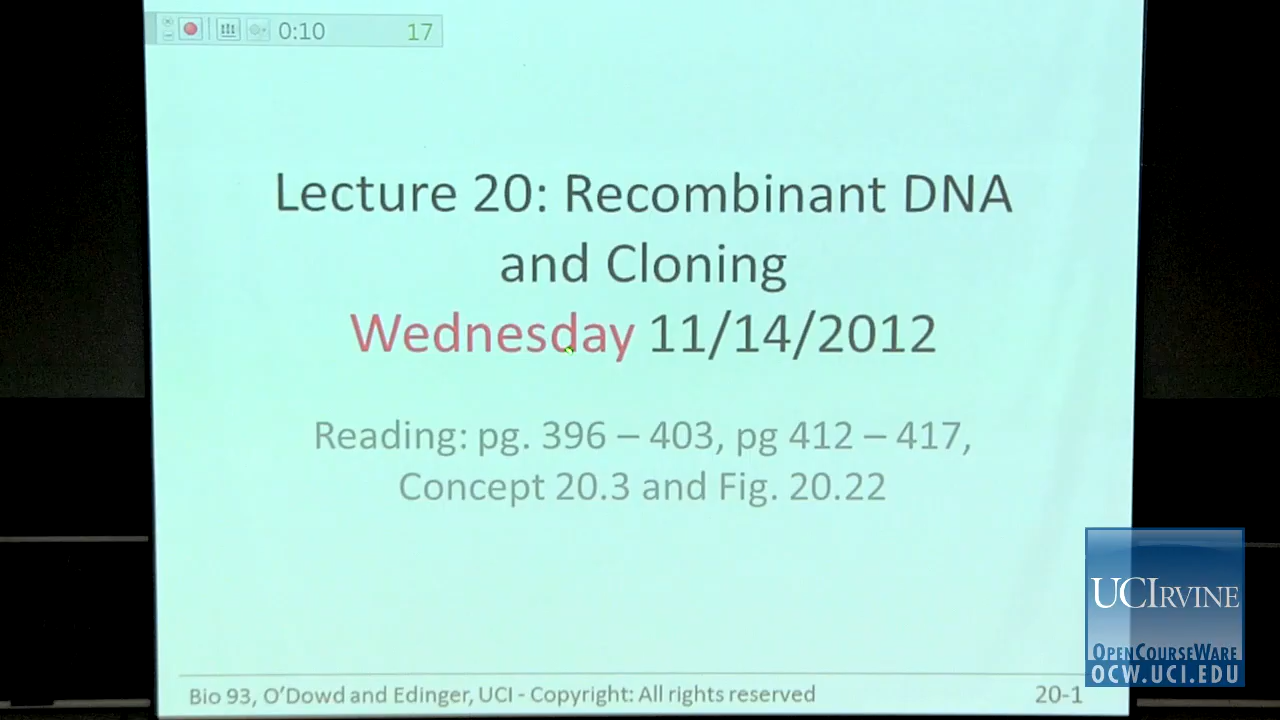 0:10 17
Lecture 20: Recombinant DNA
and Cloning
Wednesday 11/14/2012
Reading: pg. 396 – 403, pg 412 – 417,
Concept 20.3 and Fig. 20.22
Bio 93, O'Dowd and Edinger, UCI - Copyright: All rights reserved 20-1
UCIRVINE
OPENCOURSEWARE
OCW.UCI.EDU